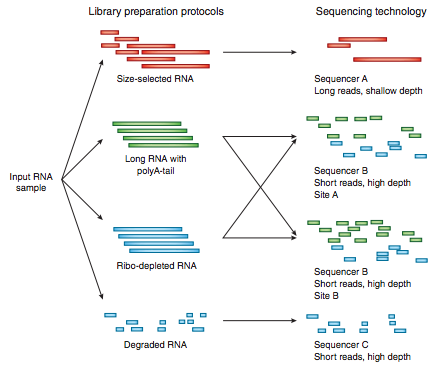 Library preparation protocols
Sequencing technology
Size-selected RNA
Sequencer A
Long reads, shallow depth
Long RNA with
polyA-tail
Sequencer B
Short reads, high depth
Site A
Input RNA
sample
Ribo-depleted RNA
Sequencer B
Short reads, high depth
Site B
Degraded RNA
Sequencer C
Short reads, high depth